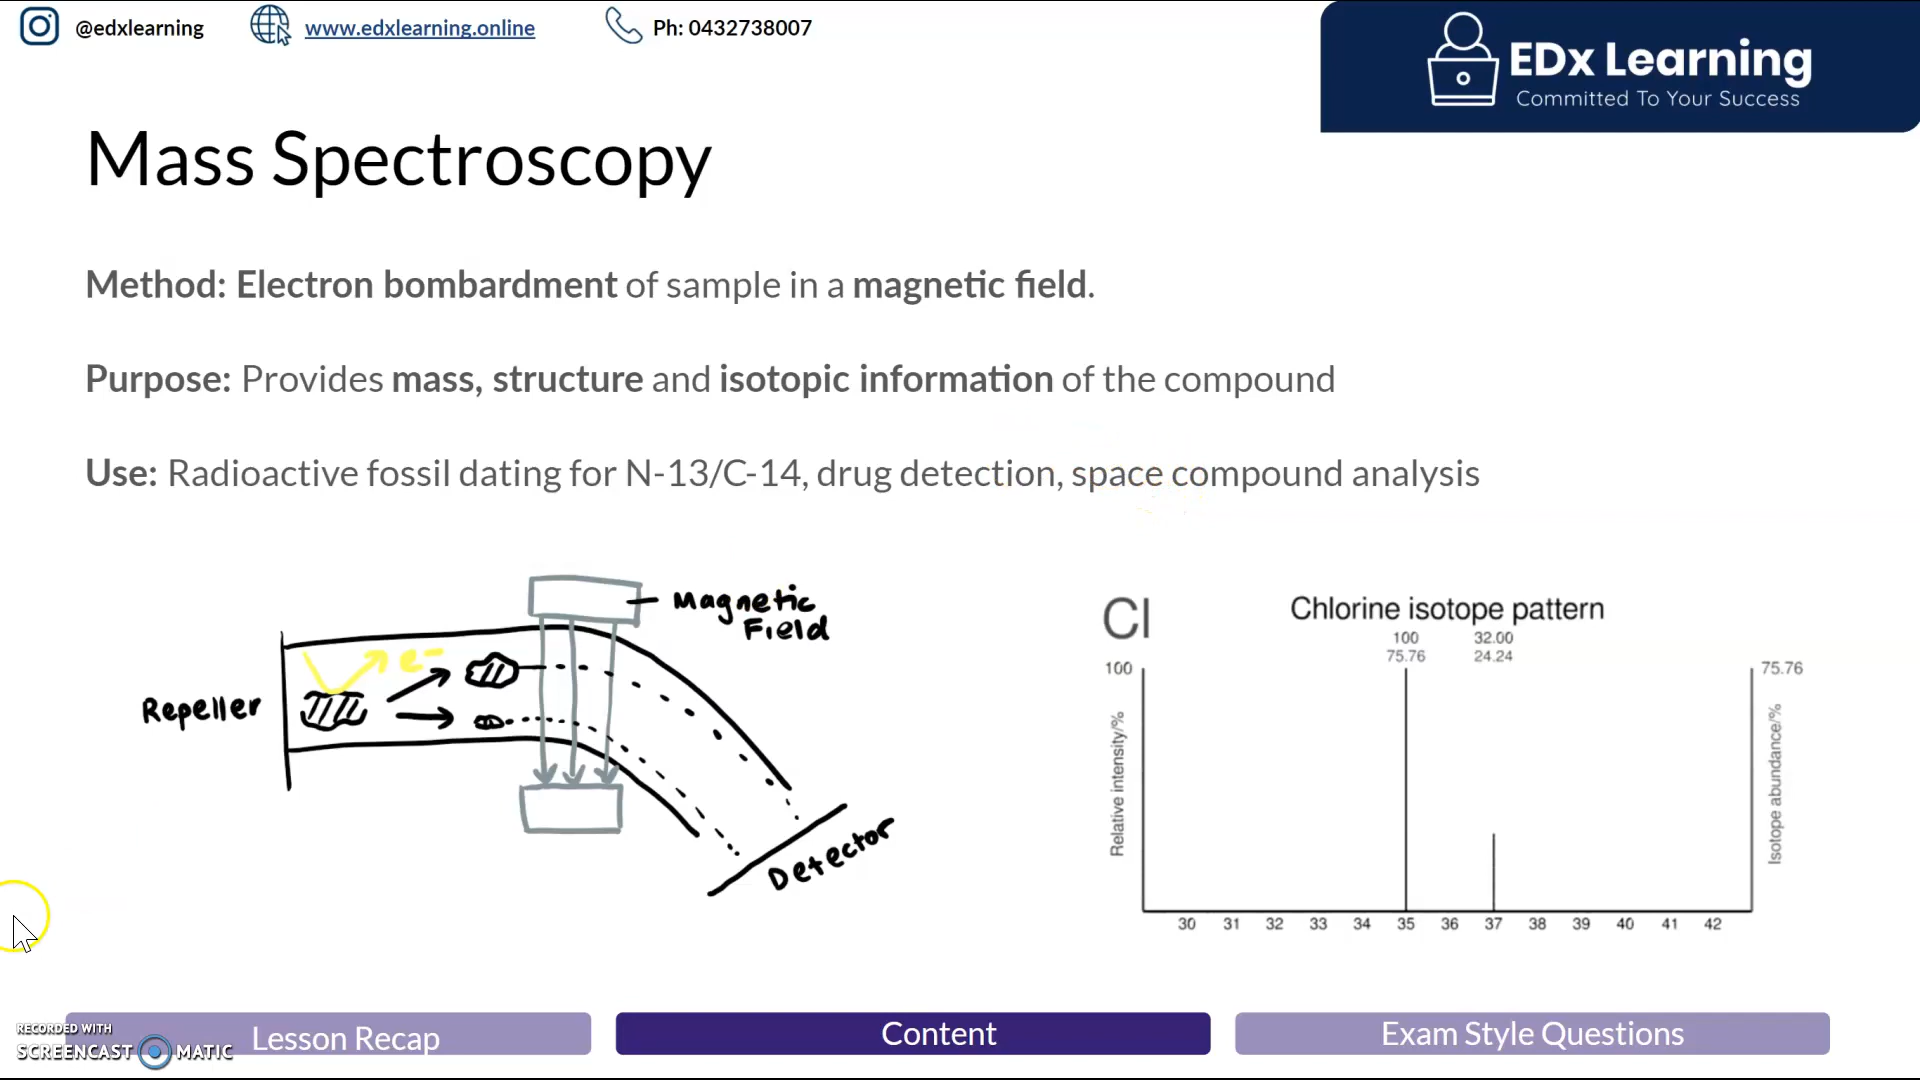 @edxlearning
www.edxlearning.online
Ph: 0432738007
EDx Learning
Committed To Your Success
Mass Spectroscopy
Method: Electron bombardment of sample in a magnetic field.
Purpose: Provides mass, structure and isotopic information of the compound
Use: Radioactive fossil dating for N-13/C-14, drug detection, space compound analysis
Magnetic
Field
e-
Repeller
Detector
Cl
Chlorine isotope pattern
100 32.00
75.76 24.24
100
75.76
Relative intensity/%
Isotope abundance/%
30 31 32 33 34 35 36 37 38 39 40 41 42
RECORDED WITH
SCREENCAST MATIC
Lesson Recap
Content
Exam Style Questions